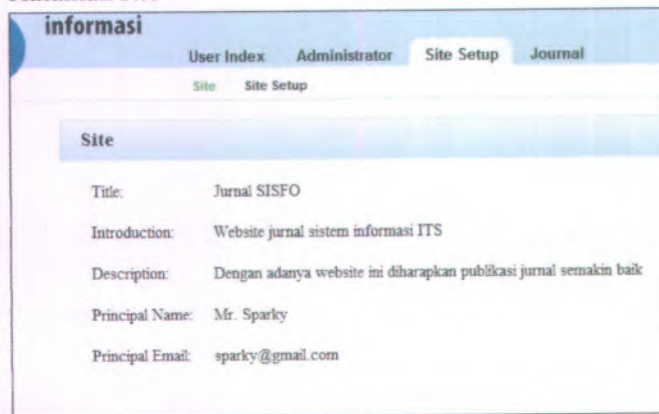 informasi
User Index Administrator Site Setup Journal
Site Site Setup
Site
Title: Jurnal SISFO
Introduction: Website jurnal sistem informasi ITS
Description: Dengan adanya website ini diharapkan publikasi jurnal semakin baik
Principal Name: Mr. Sparky
Principal Email: sparky@gmail.com